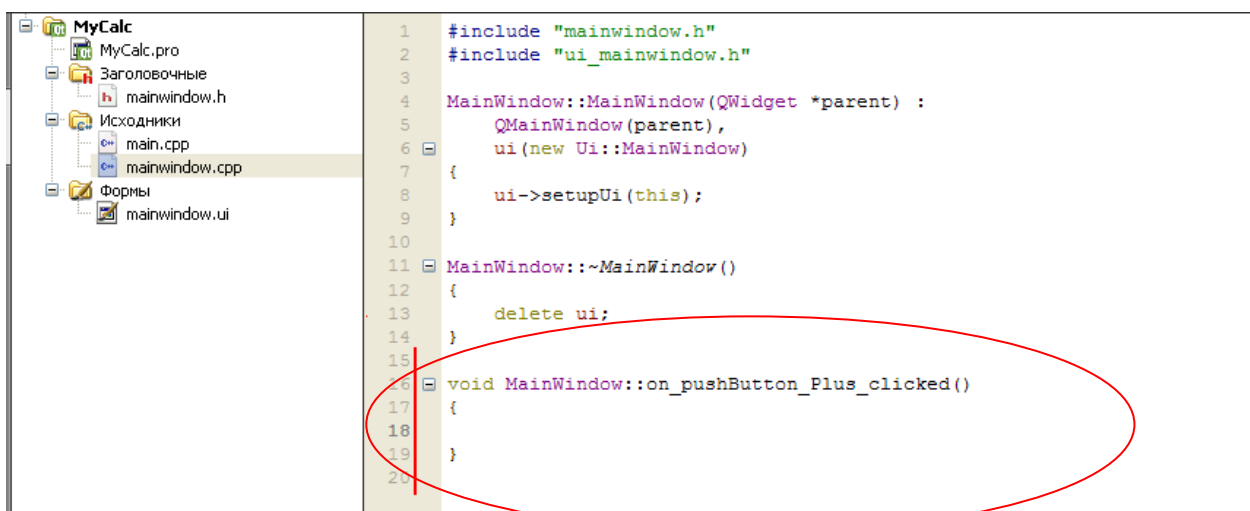 MyCalc
MyCalc.pro
Заголовочные
mainwindow.h
Исходники
main.cpp
mainwindow.cpp
Формы
mainwindow.ui
1 #include "mainwindow.h"
2 #include "ui_mainwindow.h"
3
4 MainWindow::MainWindow(QWidget *parent) :
5 QMainWindow(parent),
6 ui(new Ui::MainWindow)
7 {
8 ui->setupUi(this);
9 }
10
11 MainWindow::~MainWindow()
12 {
13 delete ui;
14 }
15
16 void MainWindow::on_pushButton_Plus_clicked()
17 {
18
19 }
20